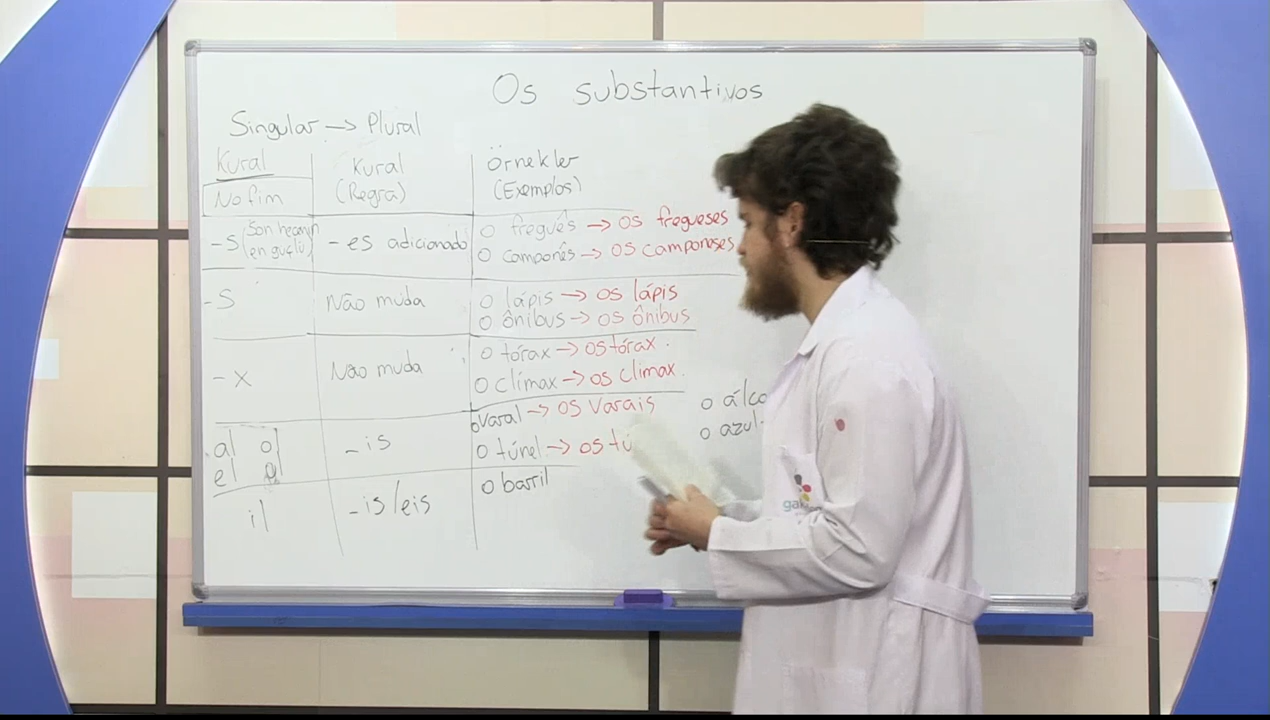 Os substantivos
Singular → Plural
Kural
No fim
Kural
(Regra)
örnekler
(Exemplos)
-S (Son hecenin
en güçlü)
- es adicionado
o freguês → os fregueses
o camponês → os camponeses
-S
Não muda
o lápis → os lápis
o ônibus → os ônibus
- X
Não muda
o tórax → os tórax.
o clímax → os clímax.
al ol
el ul
- is
o varal → os varais
o túnel → os tú
o álco
o azul
il
- is/eis
o barril